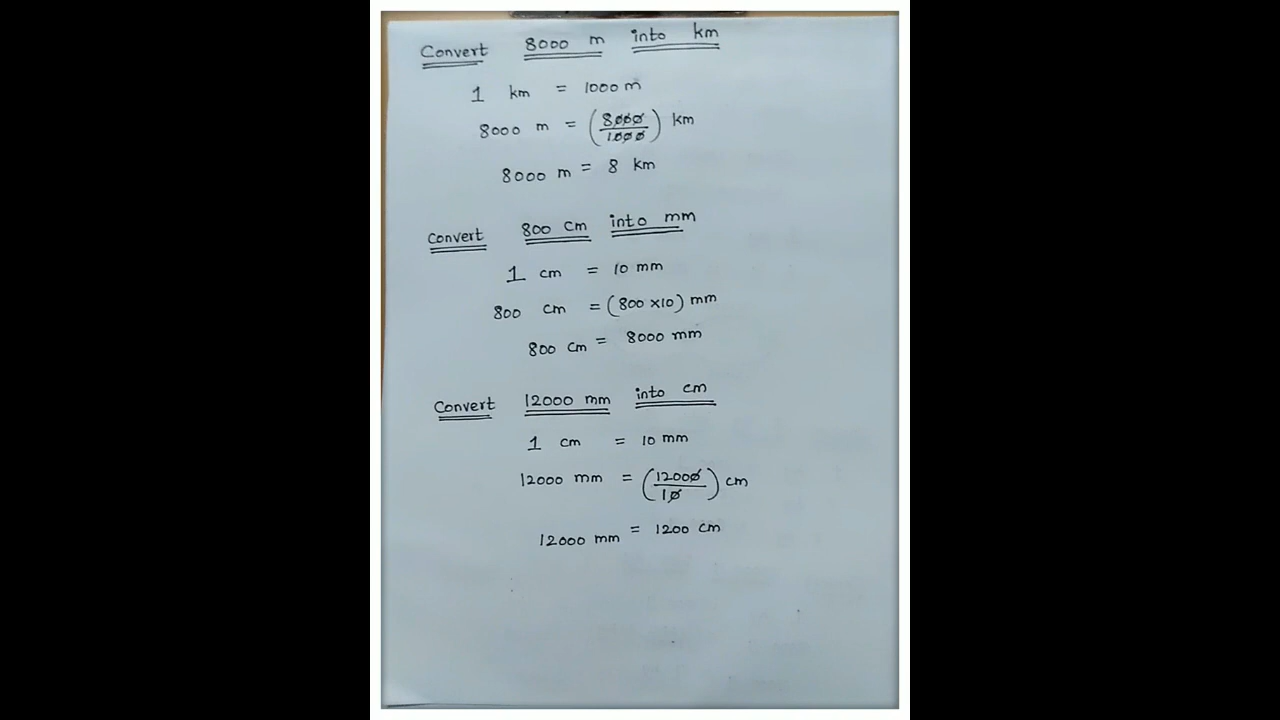 Convert 8000 m into km
1 km = 1000 m
8000 m = (8000/1000) km
8000 m = 8 km
Convert 800 cm into mm
1 cm = 10 mm
800 cm = (800 ×10) mm
800 cm = 8000 mm
Convert 12000 mm into cm
1 cm = 10 mm
12000 mm = (12000/10) cm
12000 mm = 1200 cm